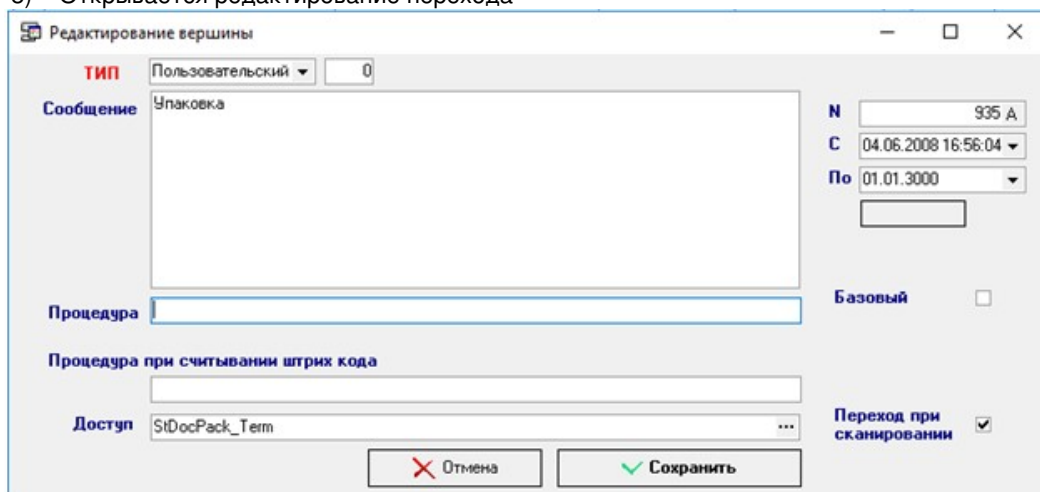 Открывается редактирование перехода
Редактирование вершины
ТИП Пользовательский 0
Сообщение Упаковка
N 935 А
С 04.06.2008 16:56:04
По 01.01.3000
Базовый
Процедура
Процедура при считывании штрих кода
Доступ StDocPack_Term ...
Переход при
сканировании
Отмена Сохранить